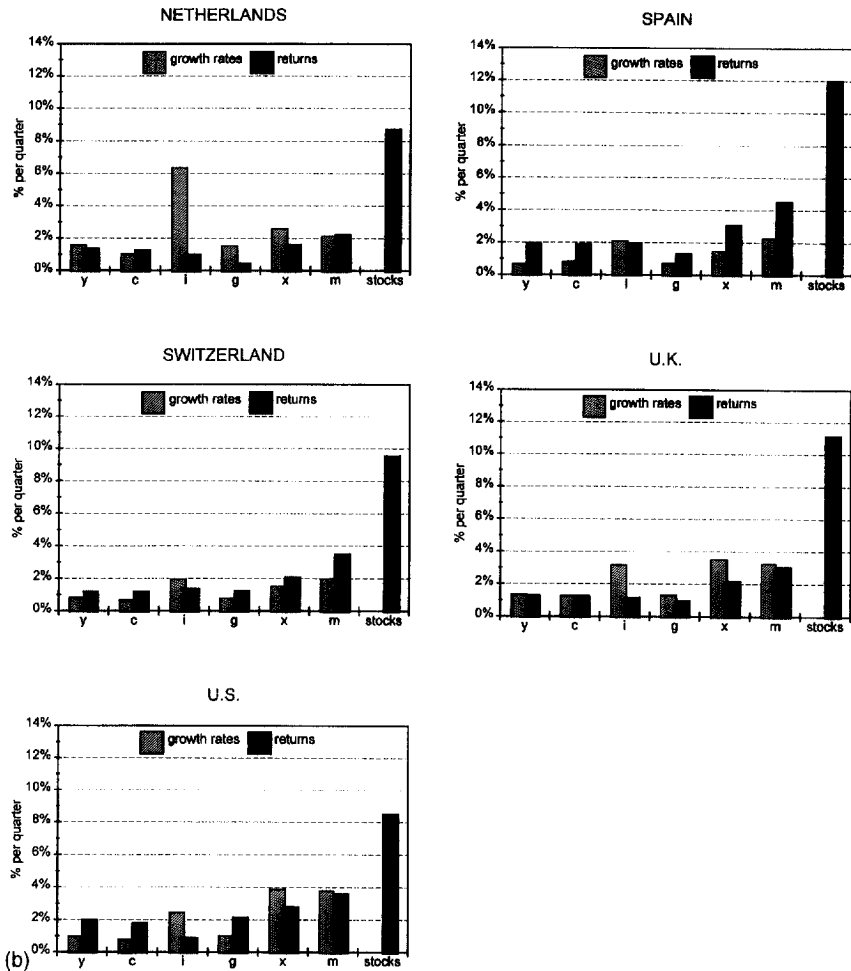 NETHERLANDS
14%
12%
10%
8%
6%
4%
2%
0%
% per quarter
growth rates returns
y c i g x m stocks
SPAIN
14%
12%
10%
8%
6%
4%
2%
0%
% per quarter
growth rates returns
y c i g x m stocks
SWITZERLAND
14%
12%
10%
8%
6%
4%
2%
0%
% per quarter
growth rates returns
y c i g x m stocks
U.K.
14%
12%
10%
8%
6%
4%
2%
0%
% per quarter
growth rates returns
y c i g x m stocks
U.S.
14%
12%
10%
8%
6%
4%
2%
0%
% per quarter
growth rates returns
y c i g x m stocks
(b)